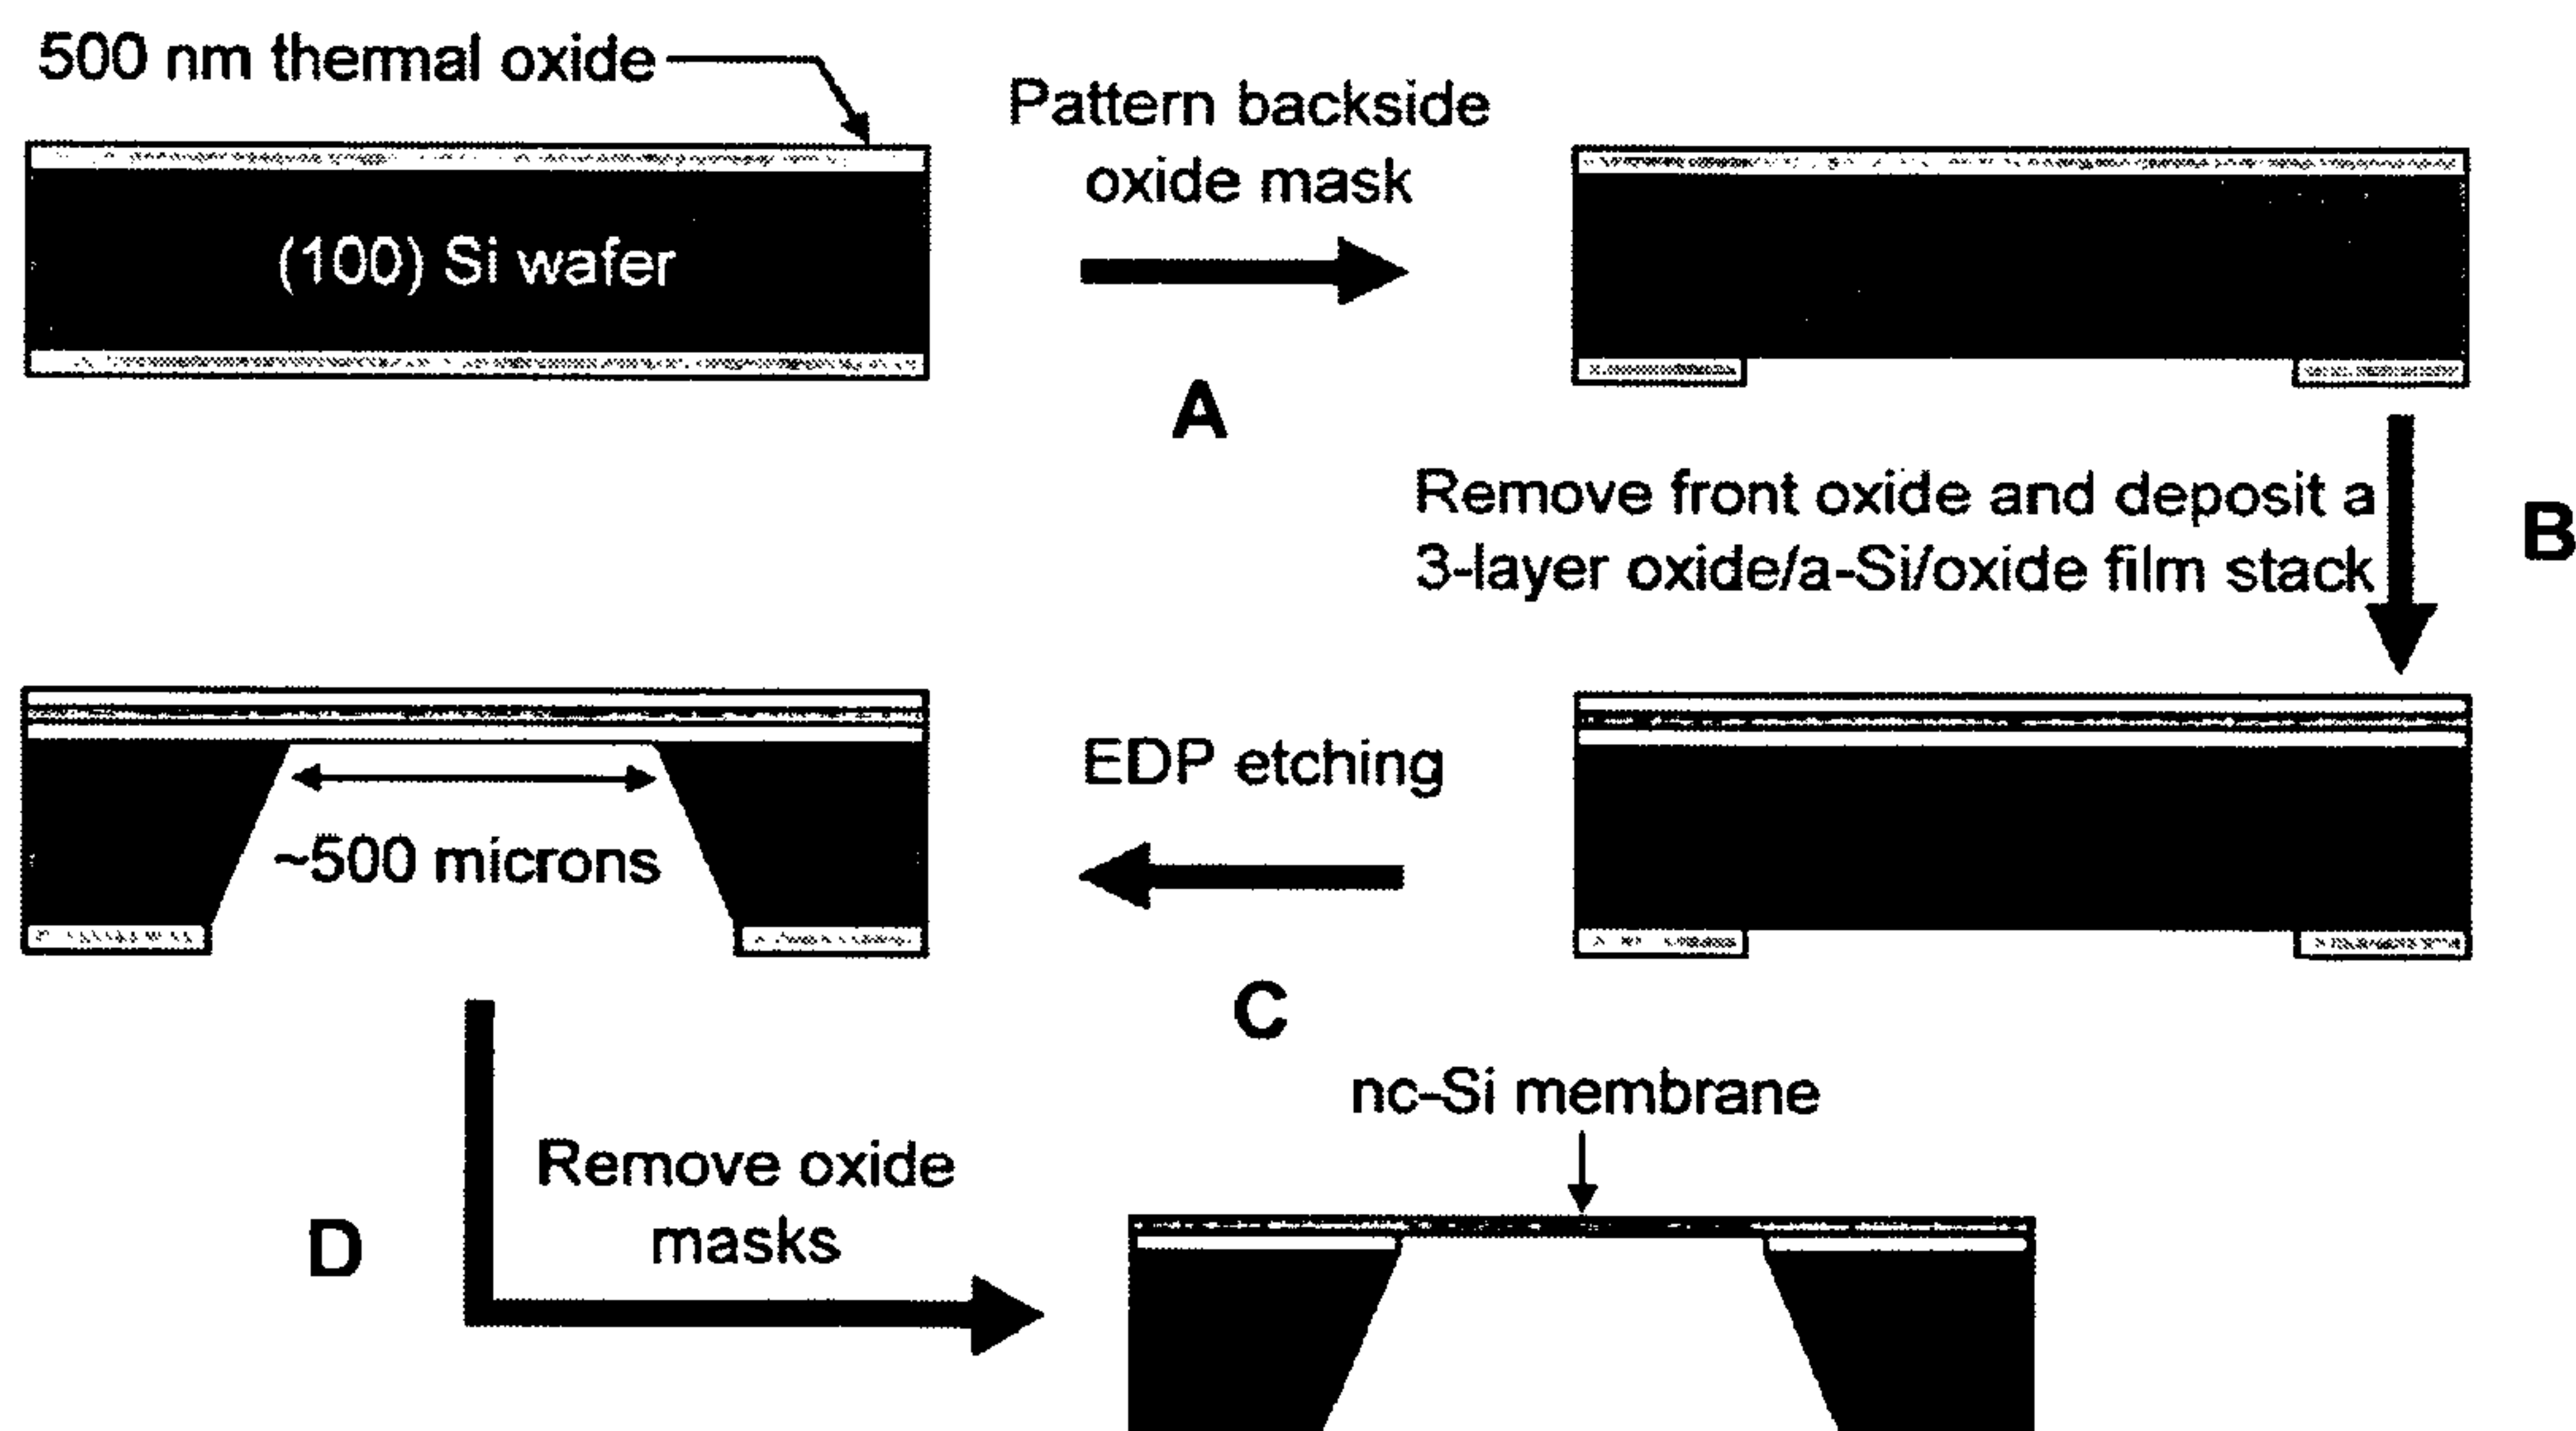 500 nm thermal oxide
Pattern backside
oxide mask
(100) Si wafer
A
Remove front oxide and deposit a
3-layer oxide/a-Si/oxide film stack
B
EDP etching
~500 microns
C
nc-Si membrane
Remove oxide
masks
D